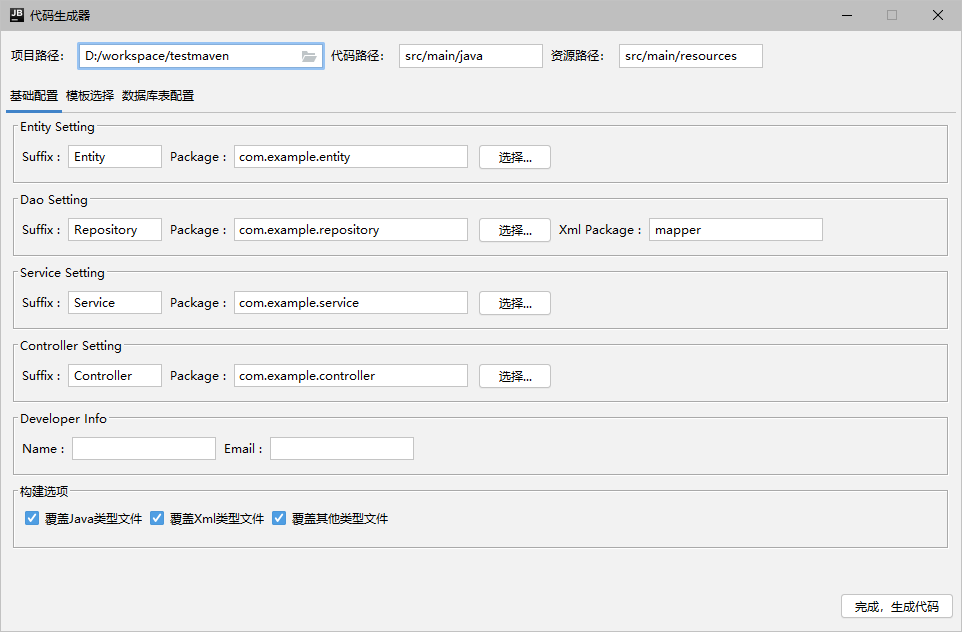 JB 代码生成器
项目路径: D:/workspace/testmaven 代码路径: src/main/java 资源路径: src/main/resources
基础配置 模板选择 数据库表配置
Entity Setting
Suffix : Entity Package : com.example.entity 选择...
Dao Setting
Suffix : Repository Package : com.example.repository 选择... Xml Package : mapper
Service Setting
Suffix : Service Package : com.example.service 选择...
Controller Setting
Suffix : Controller Package : com.example.controller 选择...
Developer Info
Name : Email :
构建选项
覆盖Java类型文件 覆盖Xml类型文件 覆盖其他类型文件
完成，生成代码